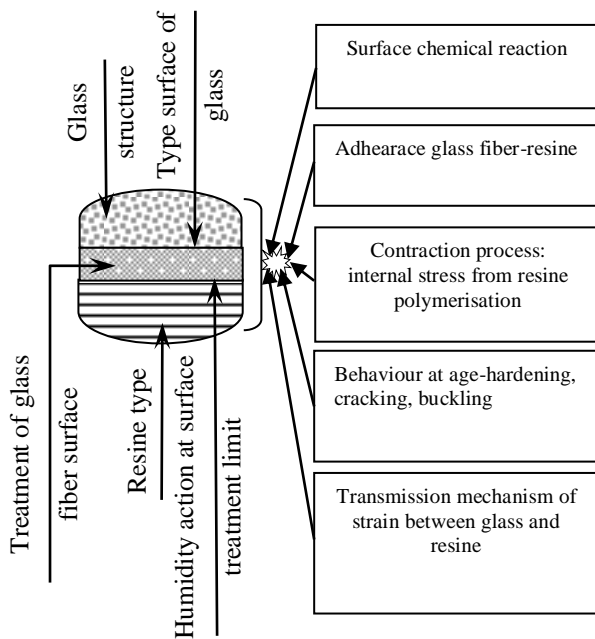 Glass
structure
Type surface of
glass
Surface chemical reaction
Adhearace glass fiber-resine
Contraction process:
internal stress from resine
polymerisation
Behaviour at age-hardening,
cracking, buckling
Transmission mechanism of
strain between glass and
resine
Treatment of glass
fiber surface
Resine type
Humidity action at surface
treatment limit